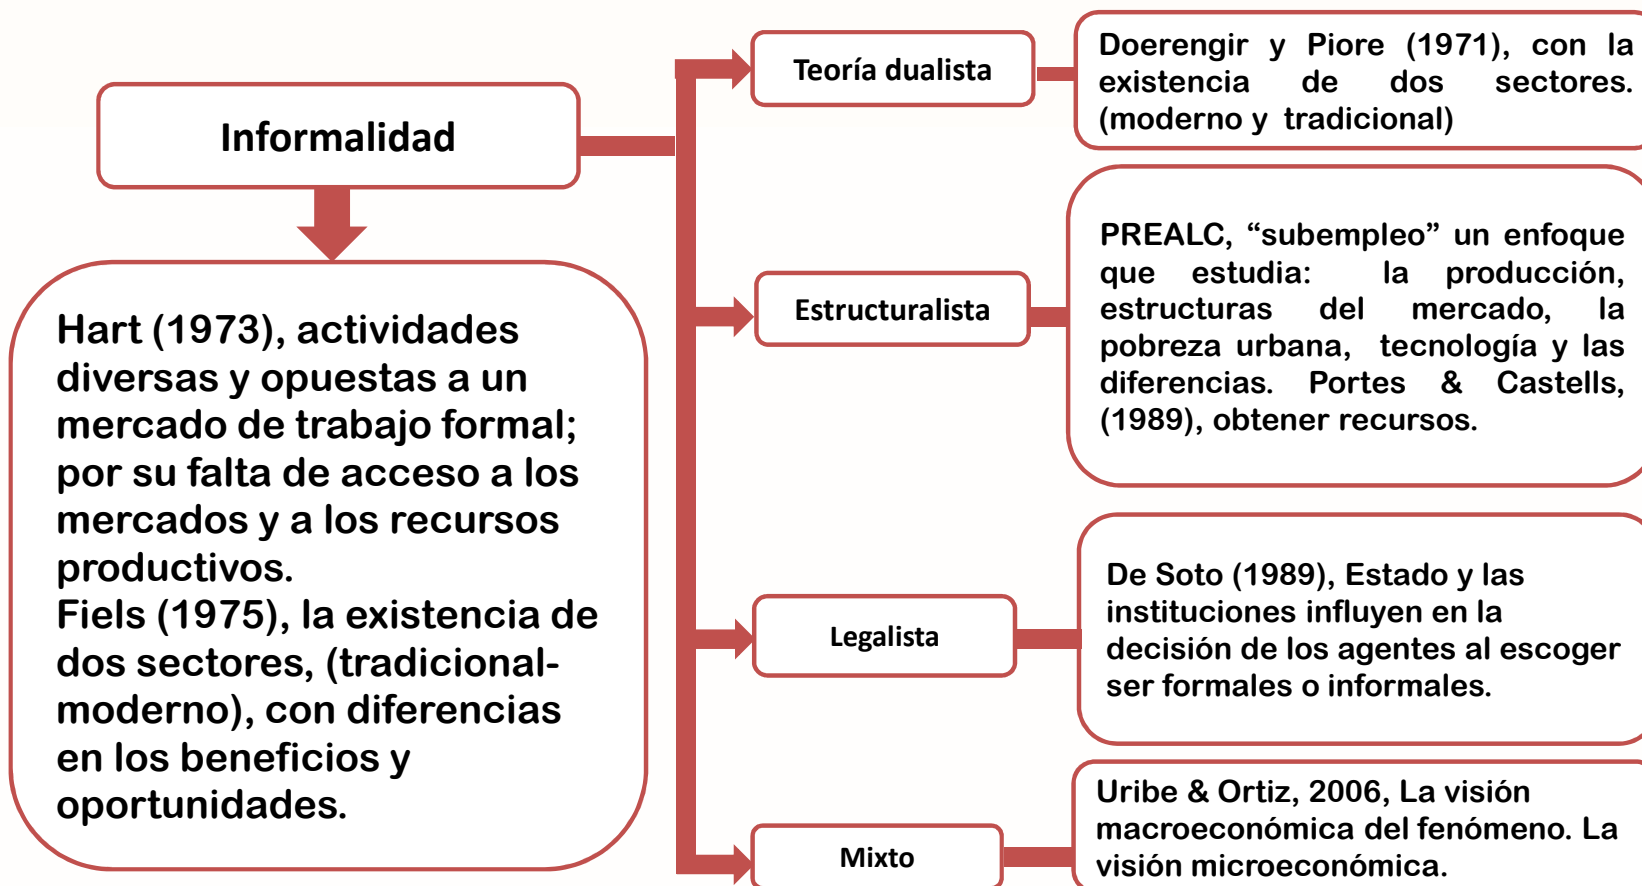 Informalidad
Hart (1973), actividades
diversas y opuestas a un
mercado de trabajo formal;
por su falta de acceso a los
mercados y a los recursos
productivos.
Fiels (1975), la existencia de
dos sectores, (tradicional-
moderno), con diferencias
en los beneficios y
oportunidades.
Teoría dualista
Doerengir y Piore (1971), con la
existencia de dos sectores.
(moderno y tradicional)
Estructuralista
PREALC, “subempleo” un enfoque
que estudia: la producción,
estructuras del mercado, la
pobreza urbana, tecnología y las
diferencias. Portes & Castells,
(1989), obtener recursos.
Legalista
De Soto (1989), Estado y las
instituciones influyen en la
decisión de los agentes al escoger
ser formales o informales.
Mixto
Uribe & Ortiz, 2006, La visión
macroeconómica del fenómeno. La
visión microeconómica.